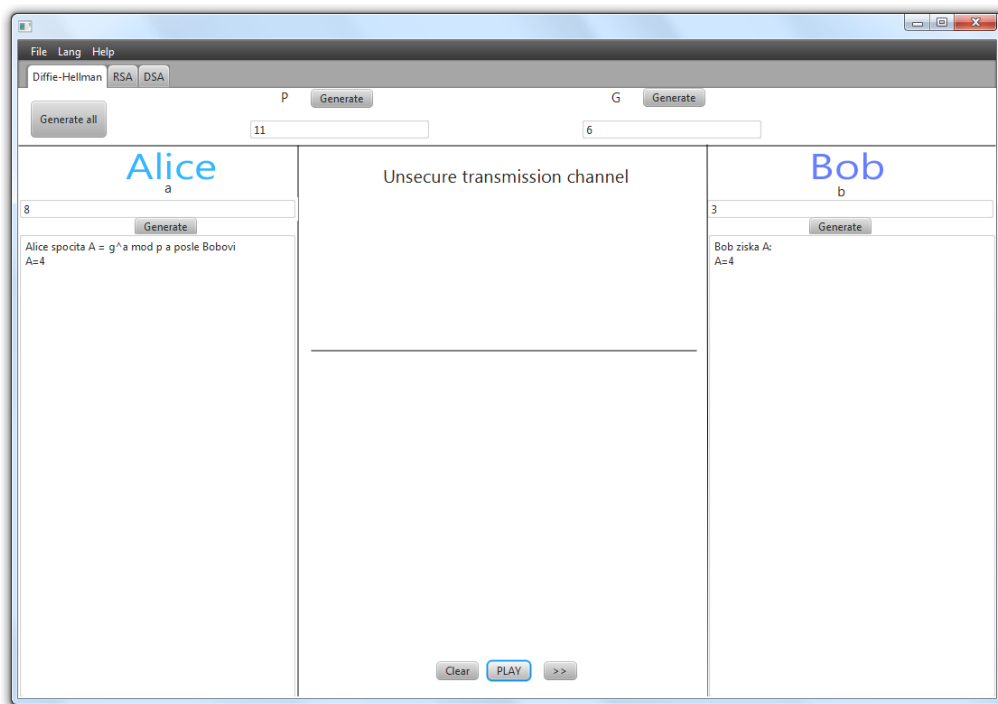 File Lang Help
Diffie-Hellman RSA DSA
Generate all
P Generate
G Generate
11
6
Alice
a
8
Generate
Alice spocita A = g^a mod p a posle Bobovi
A=4
Unsecure transmission channel
Clear PLAY >>
Bob
b
3
Generate
Bob ziska A:
A=4